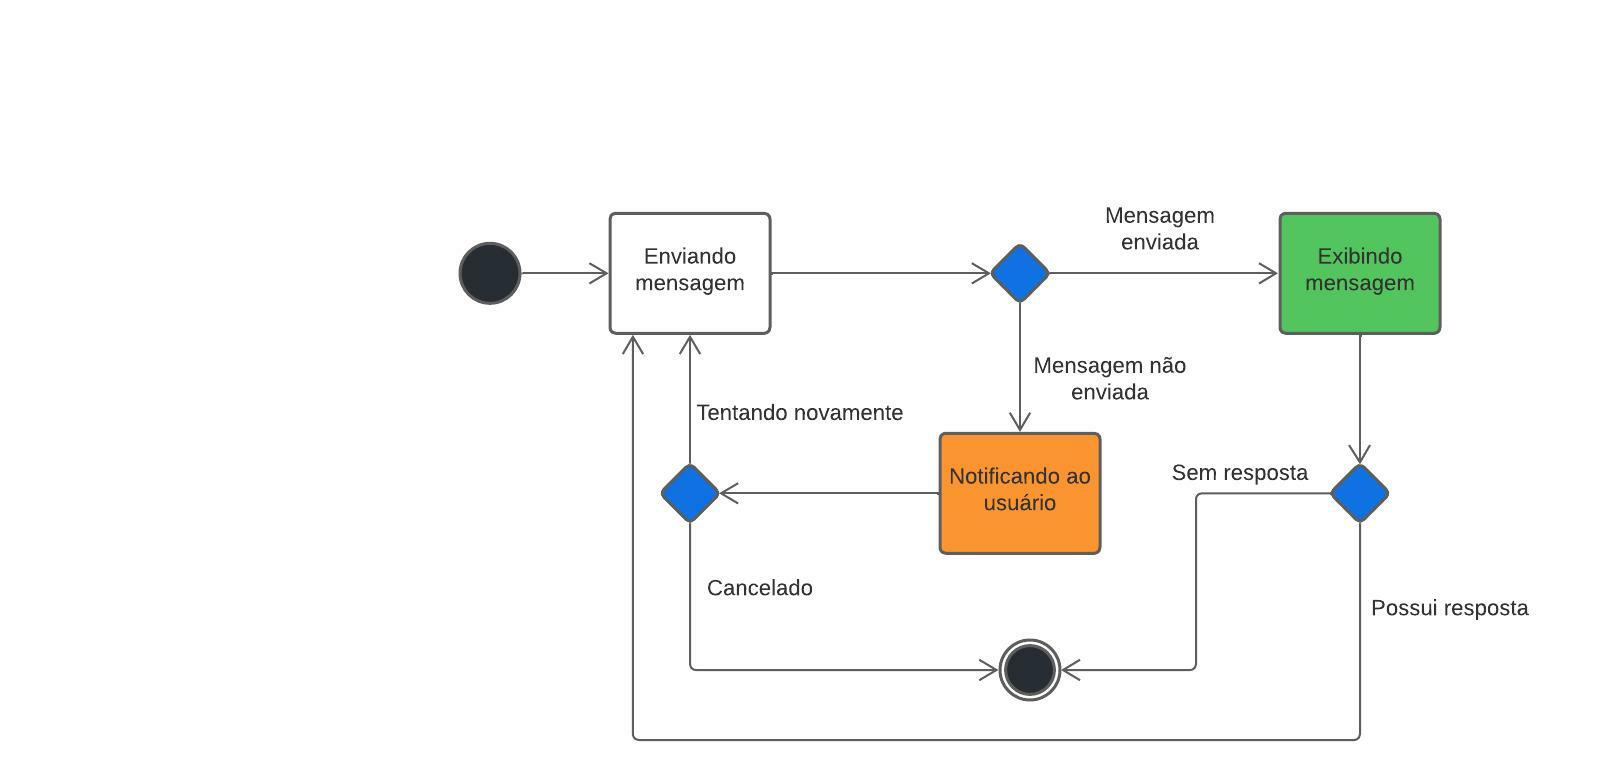 Mensagem
enviada
Enviando
mensagem
Exibindo
mensagem
Mensagem não
enviada
Tentando novamente
Notificando ao
usuário
Sem resposta
Cancelado
Possui resposta